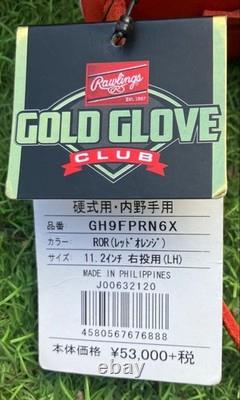 Rawlings
EST. 1887
GOLD GLOVE
CLUB
硬式用・内野手用
品番 GH9FPRN6X
カラー ROR(レッドオレンジ)
サイズ 11.2インチ 右投用(LH)
MADE IN PHILIPPINES
J00632120
4580567676888
本体価格 ¥53,000+税
ebay